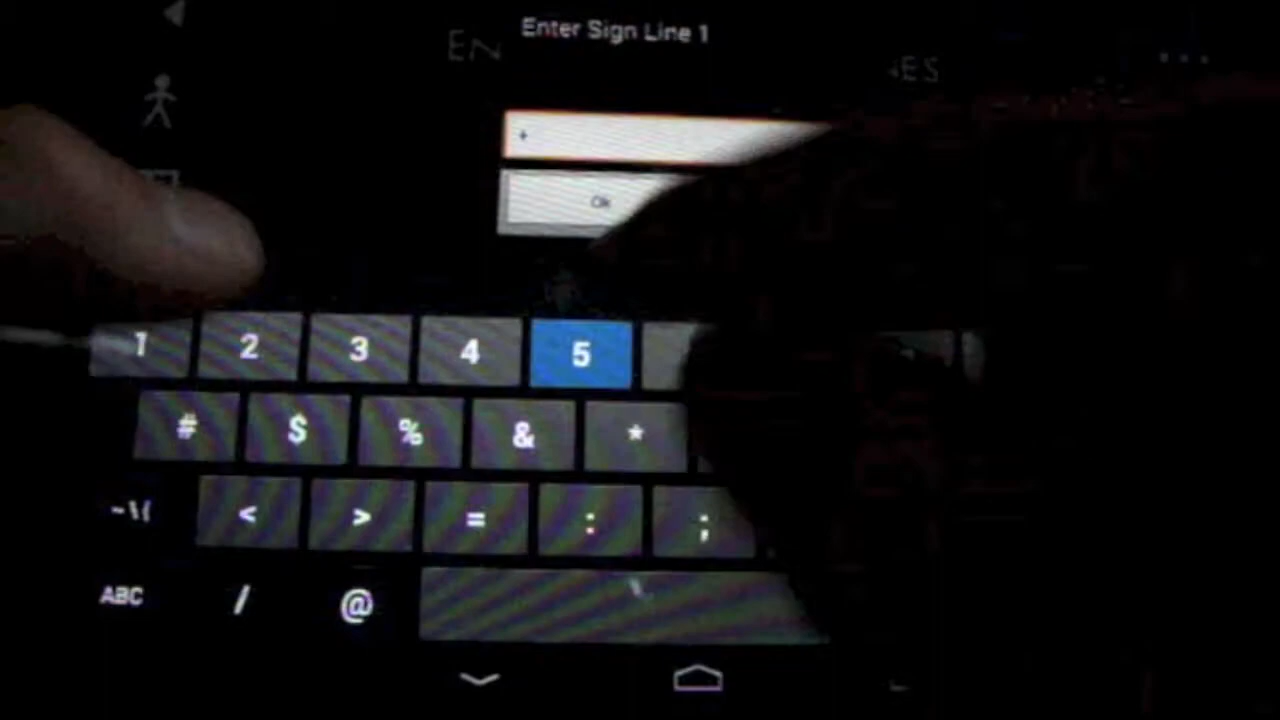 Enter Sign Line 1
Ok
1 2 3 4 5
# $ % & *
~\{ < > = : ;
ABC / @